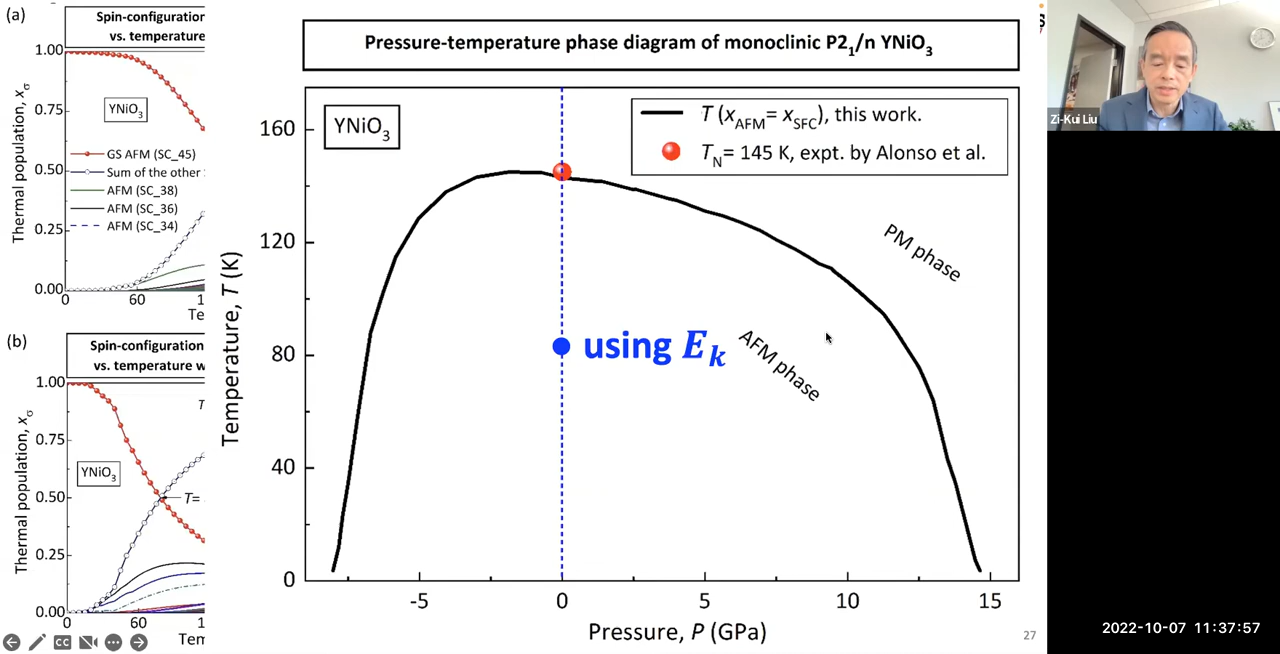 (a)
Spin-configuration
vs. temperature
Thermal population, xσ
1.00
0.75
0.50
0.25
0.00
YNiO3
GS AFM (SC_45)
Sum of the other
AFM (SC_38)
AFM (SC_36)
AFM (SC_34)
0
60
1
Te
(b)
Spin-configuration
vs. temperature w
T
Thermal population, xσ
1.00
0.75
0.50
0.25
0.00
YNiO3
T=
0
60
1
Tem
CC
Pressure-temperature phase diagram of monoclinic P21/n YNiO3
YNiO3
T (xAFM= xSFC), this work.
TN= 145 K, expt. by Alonso et al.
Temperature, T (K)
160
120
80
40
0
PM phase
AFM phase
using Ek
-5
0
5
10
15
Pressure, P (GPa)
27
S
Zi-Kui Liu
2022-10-07 11:37:57